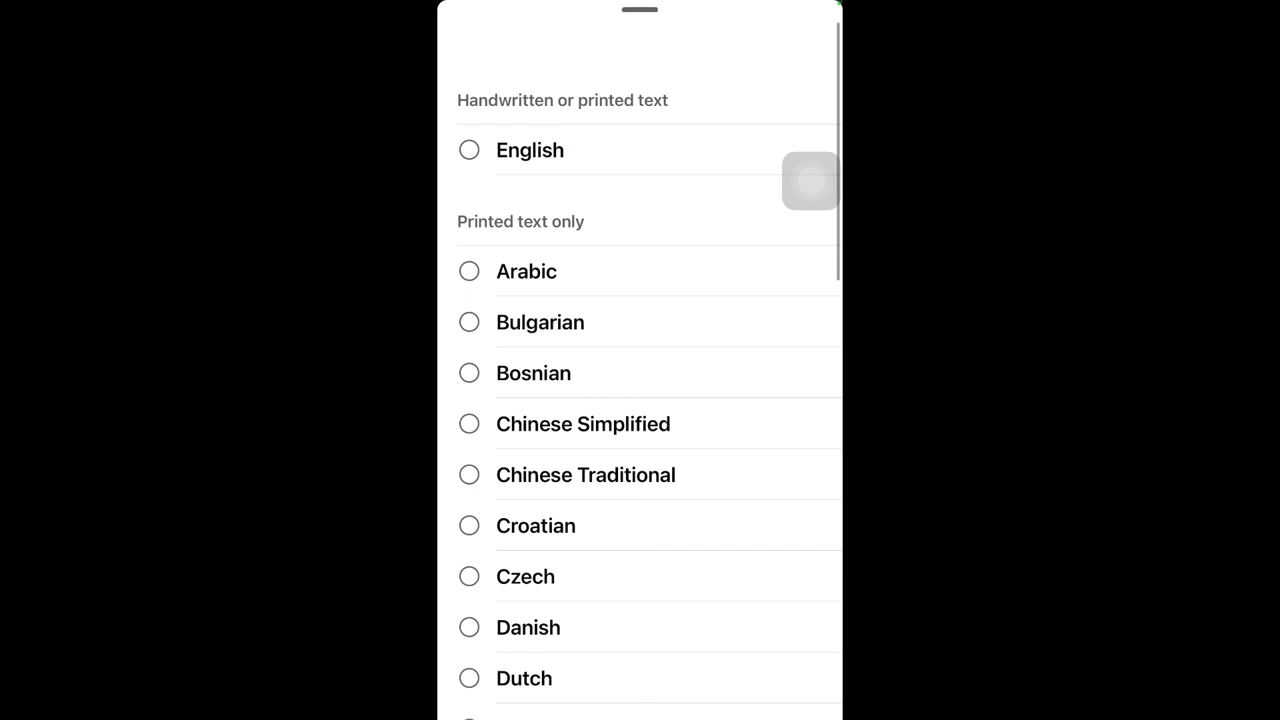 Handwritten or printed text
English
Printed text only
Arabic
Bulgarian
Bosnian
Chinese Simplified
Chinese Traditional
Croatian
Czech
Danish
Dutch